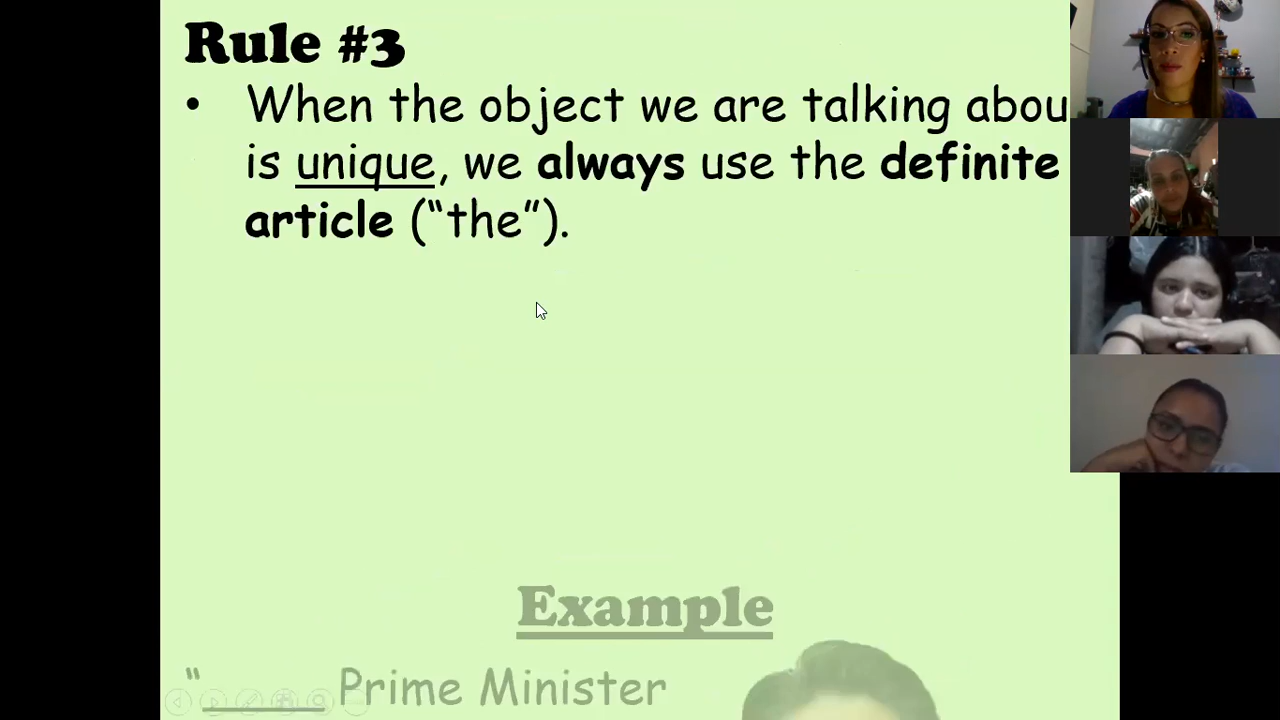 Rule #3
• When the object we are talking abou
is unique, we always use the definite
article (“the”).
Example
“_____ Prime Minister